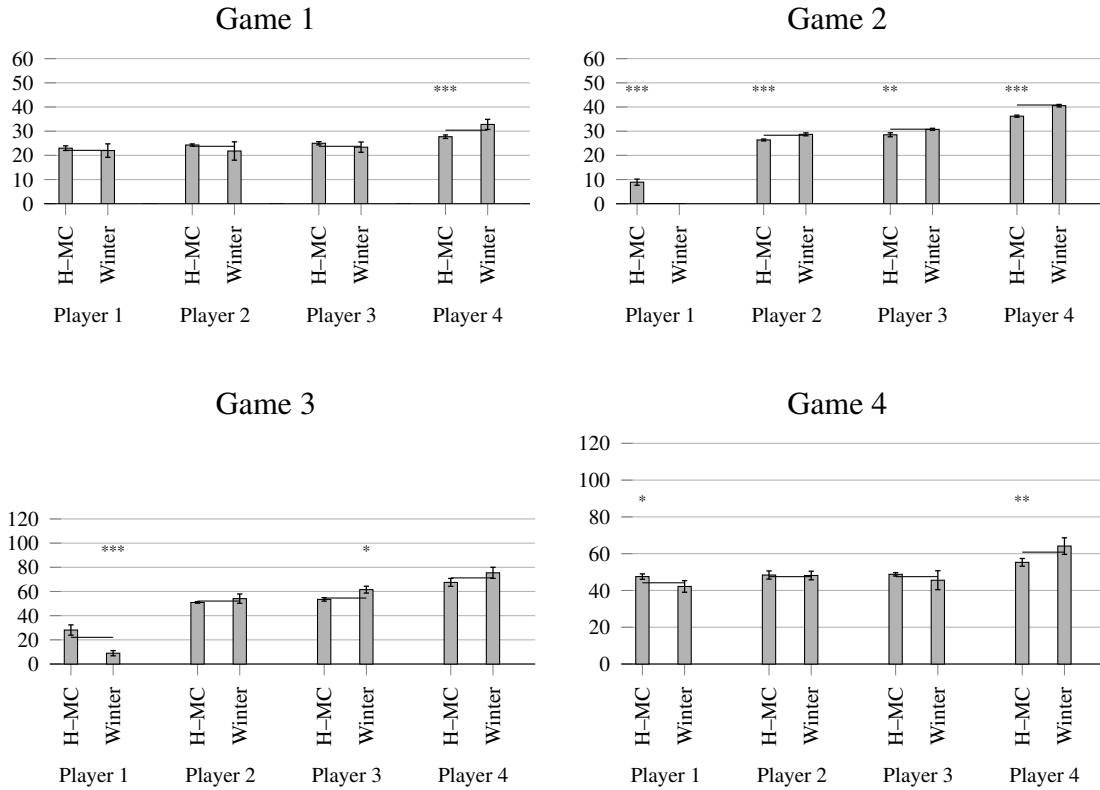 Game 1
60
50
40
30
20
10
0
***
H–MC
Winter
H–MC
Winter
H–MC
Winter
H–MC
Winter
Player 1
Player 2
Player 3
Player 4
Game 2
60
50
40
30
20
10
0
***
***
**
***
H–MC
Winter
H–MC
Winter
H–MC
Winter
H–MC
Winter
Player 1
Player 2
Player 3
Player 4
Game 3
120
100
80
60
40
20
0
***
*
H–MC
Winter
H–MC
Winter
H–MC
Winter
H–MC
Winter
Player 1
Player 2
Player 3
Player 4
Game 4
120
100
80
60
40
20
0
*
**
H–MC
Winter
H–MC
Winter
H–MC
Winter
H–MC
Winter
Player 1
Player 2
Player 3
Player 4